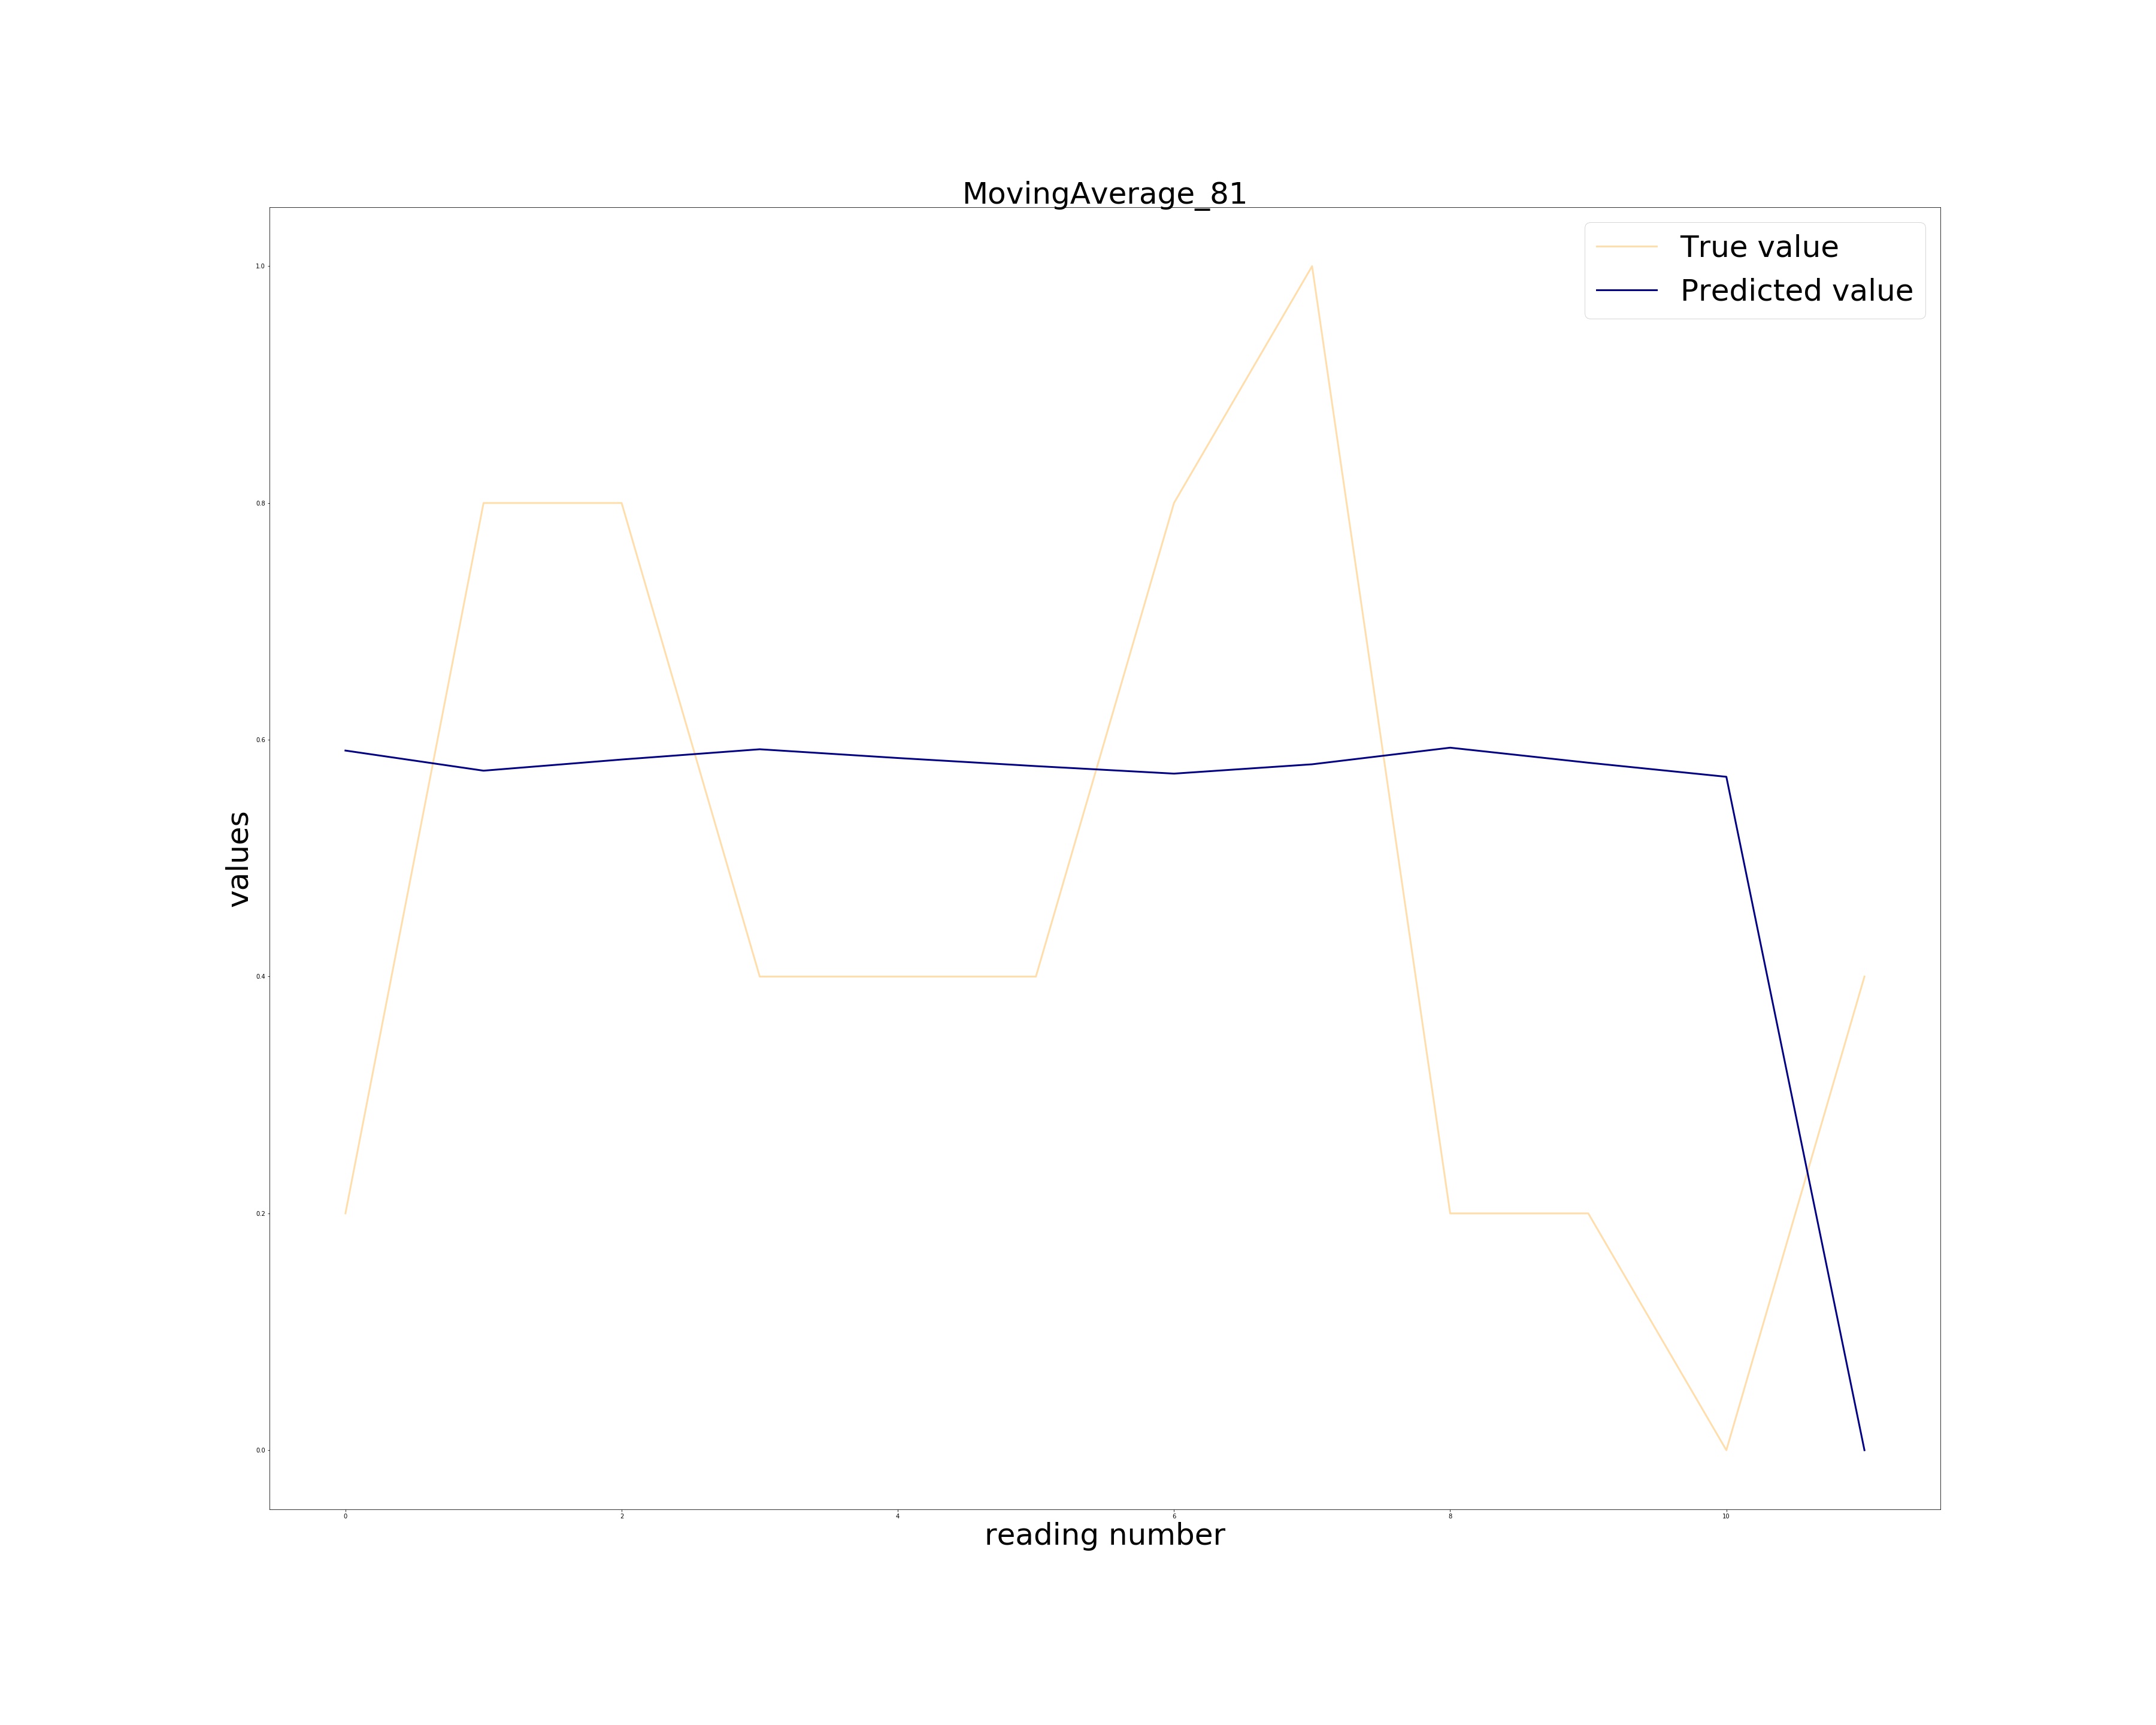 MovingAverage_81
True value
Predicted value
1.0
0.8
0.6
0.4
0.2
0.0
values
0 2 4 6 8 10
reading number